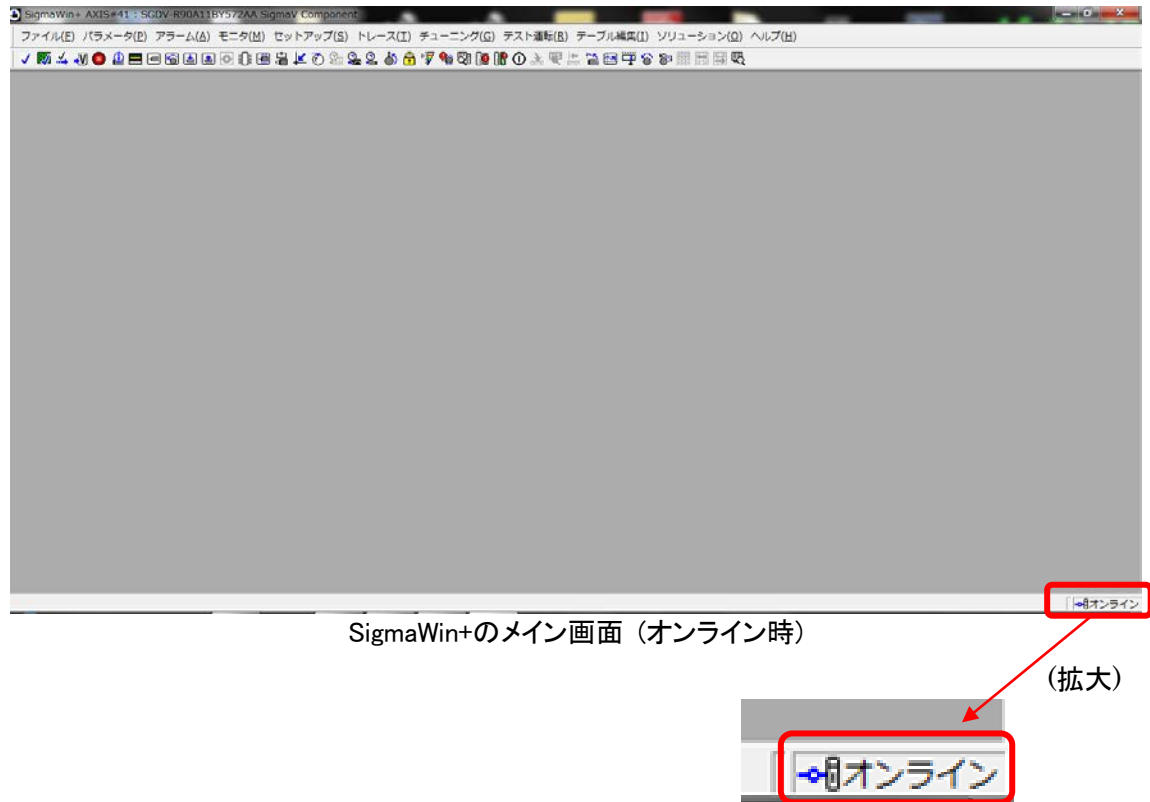 SigmaWin+ AXIS#41 : SGDV-R90A11BY572AA SigmaV Component
ファイル(F) パラメータ(P) アラーム(A) モニタ(M) セットアップ(S) トレース(T) チューニング(G) テスト運転(R) テーブル編集(I) ソリューション(O) ヘルプ(H)
オンライン
SigmaWin+のメイン画面 (オンライン時)
(拡大)
オンライン